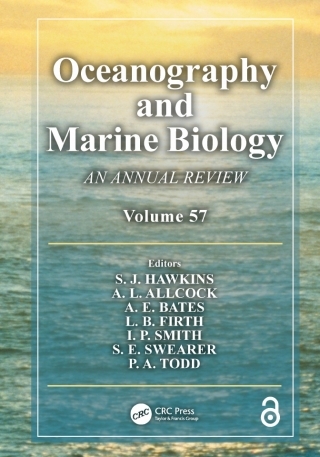 Oceanography
and
Marine Biology
AN ANNUAL REVIEW
Volume 57
Editors
S. J. HAWKINS
A. L. ALLCOCK
A. E. BATES
L. B. FIRTH
I. P. SMITH
S. E. SWEARER
P. A. TODD
CRC
CRC Press
Taylor & Francis Group